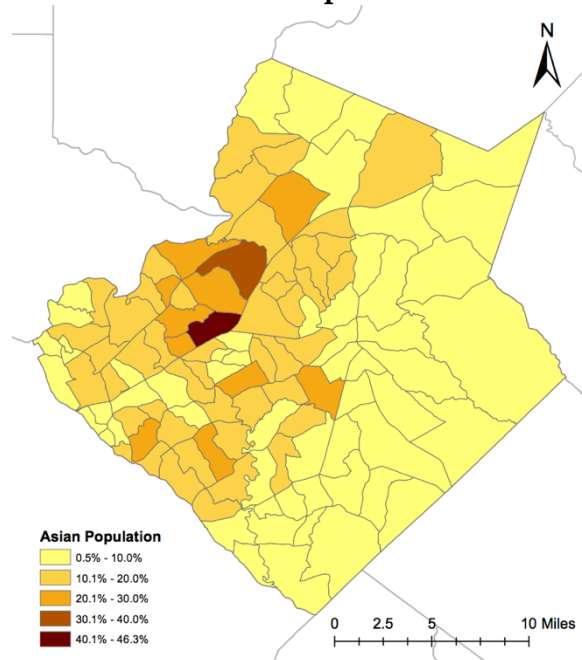 N
Asian Population
0.5% - 10.0%
10.1% - 20.0%
20.1% - 30.0%
30.1% - 40.0%
40.1% - 46.3%
0 2.5 5 10 Miles